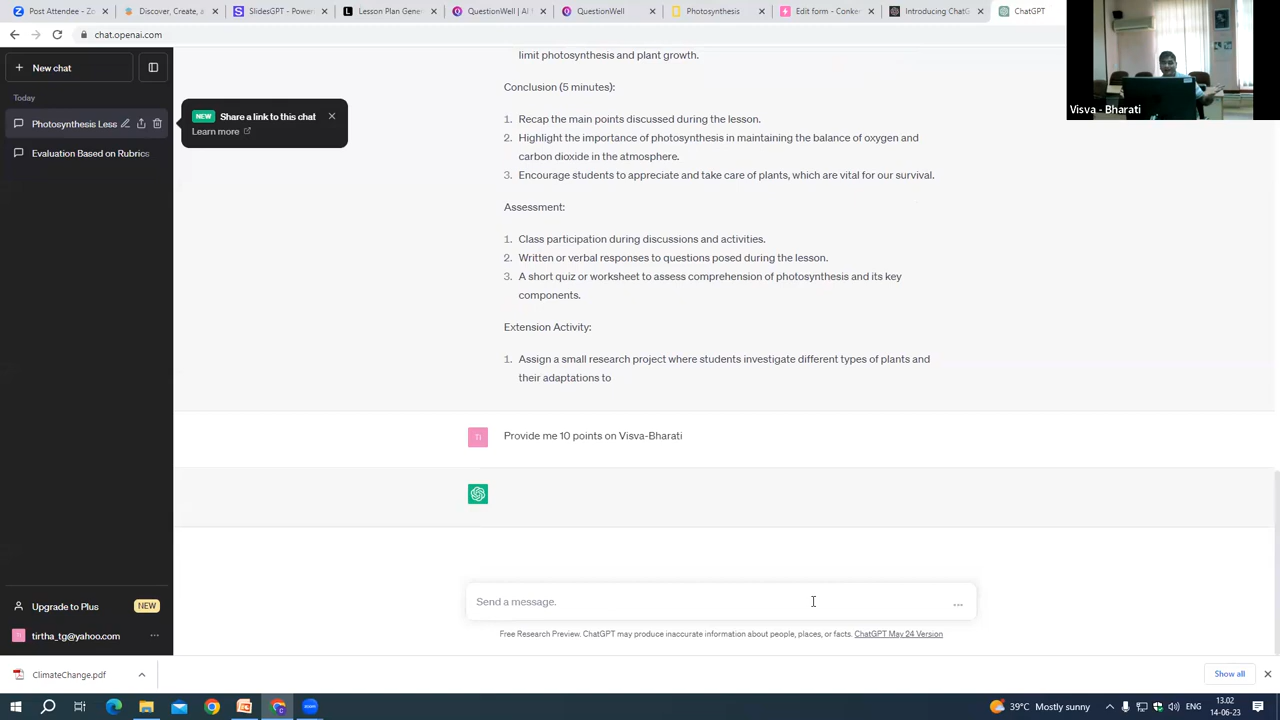 Post Attendee - Zo
Discover, Create, a
SlidesGPT - Power
Lesson Plan Gener
QuestionWell | AI
QuestionWell
Photosynthesis
Edit form - Conke
Introducing ChatG
ChatGPT
chat.openai.com
New chat
Today
Photosynthesis Less
Evaluation Based on Rubrics
NEW Share a link to this chat
Learn more
limit photosynthesis and plant growth.
Conclusion (5 minutes):
1. Recap the main points discussed during the lesson.
2. Highlight the importance of photosynthesis in maintaining the balance of oxygen and
carbon dioxide in the atmosphere.
3. Encourage students to appreciate and take care of plants, which are vital for our survival.
Assessment:
1. Class participation during discussions and activities.
2. Written or verbal responses to questions posed during the lesson.
3. A short quiz or worksheet to assess comprehension of photosynthesis and its key
components.
Extension Activity:
1. Assign a small research project where students investigate different types of plants and
their adaptations to
TI Provide me 10 points on Visva-Bharati
Send a message.
Free Research Preview. ChatGPT may produce inaccurate information about people, places, or facts. ChatGPT May 24 Version
Upgrade to Plus NEW
TI tirtha_tg@yahoo.com
Visva - Bharati
ClimateChange.pdf
Show all
39°C Mostly sunny
13.02
14-06-23